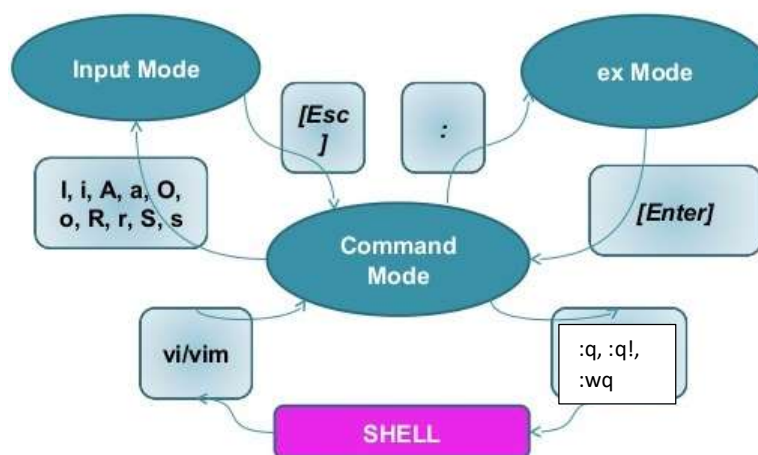 Input Mode
ex Mode
[Esc
]
:
I, i, A, a, O,
o, R, r, S, s
[Enter]
Command
Mode
vi/vim
:q, :q!,
:wq
SHELL